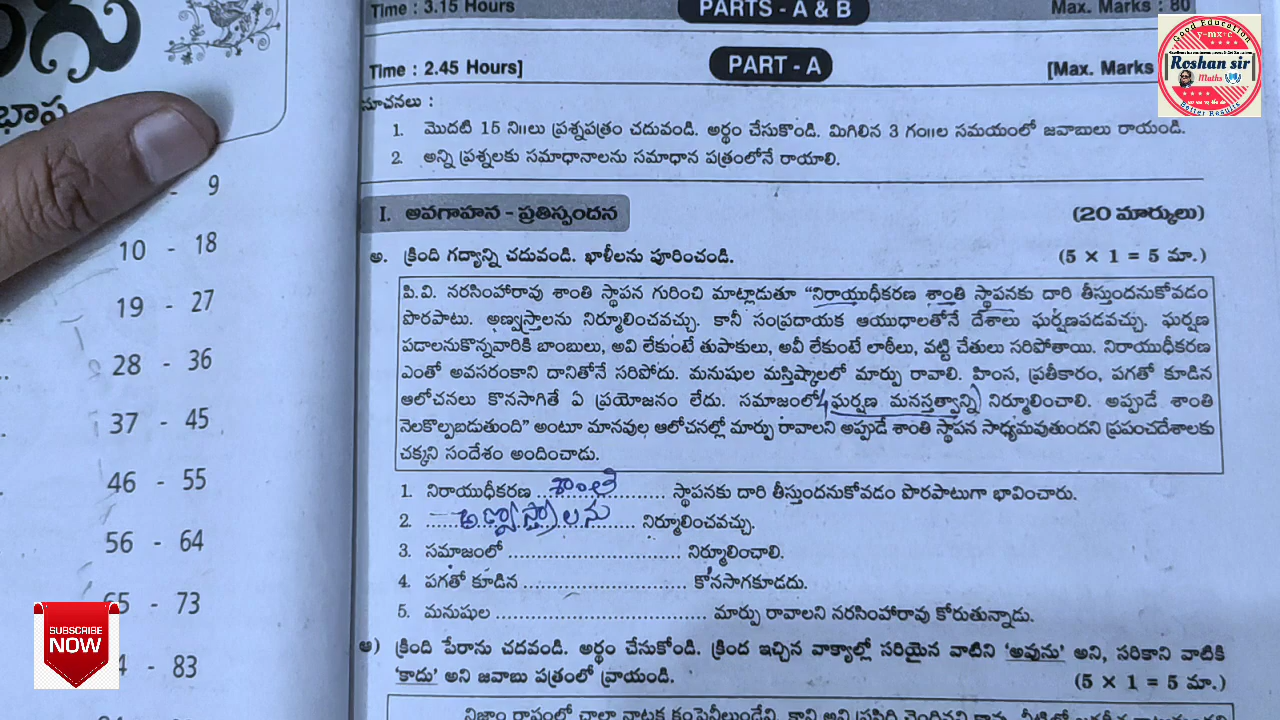 భాష
- 9
10 - 18
19 - 27
28 - 36
37 - 45
46 - 55
56 - 64
65 - 73
4 - 83
Time : 3.15 Hours PARTS - A & B Max. Marks : 80
Time : 2.45 Hours] PART - A [Max. Marks
సూచనలు :
1. మొదటి 15 ని॥లు ప్రశ్నపత్రం చదువండి. అర్థం చేసుకొండి. మిగిలిన 3 గం॥ల సమయంలో జవాబులు రాయండి.
2. అన్ని ప్రశ్నలకు సమాధానాలను సమాధాన పత్రంలోనే రాయాలి.
I. అవగాహన - ప్రతిస్పందన (20 మార్కులు)
అ. క్రింది గద్యాన్ని చదువండి. ఖాళీలను పూరించండి. (5 × 1 = 5 మా.)
పి.వి. నరసింహారావు శాంతి స్థాపన గురించి మాట్లాడుతూ “నిరాయుధీకరణ శాంతి స్థాపనకు దారి తీస్తుందనుకోవడం
పొరపాటు. అణ్వస్త్రాలను నిర్మూలించవచ్చు. కానీ సంప్రదాయక ఆయుధాలతోనే దేశాలు ఘర్షణపడవచ్చు. ఘర్షణ
పడాలనుకొన్నవారికి బాంబులు, అవి లేకుంటే తుపాకులు, అవీ లేకుంటే లాఠీలు, వట్టి చేతులు సరిపోతాయి. నిరాయుధీకరణ
ఎంతో అవసరంకాని దానితోనే సరిపోదు. మనుషుల మస్తిష్కాలలో మార్పు రావాలి. హింస, ప్రతీకారం, పగతో కూడిన
ఆలోచనలు కొనసాగితే ఏ ప్రయోజనం లేదు. సమాజంలో ఘర్షణ మనస్తత్వాన్ని నిర్మూలించాలి. అప్పుడే శాంతి
నెలకొల్పబడుతుంది” అంటూ మానవుల ఆలోచనల్లో మార్పు రావాలని అప్పుడే శాంతి స్థాపన సాధ్యమవుతుందని ప్రపంచదేశాలకు
చక్కని సందేశం అందించాడు.
1. నిరాయుధీకరణ ... శాంతి ... స్థాపనకు దారి తీస్తుందనుకోవడం పొరపాటుగా భావించారు.
2. ... అణ్వస్త్రాలను ... నిర్మూలించవచ్చు.
3. సమాజంలో ................................ నిర్మూలించాలి.
4. పగతో కూడిన .............................. కొనసాగకూడదు.
5. మనుషుల ....................................... మార్పు రావాలని నరసింహారావు కోరుతున్నాడు.
ఆ) క్రింది పేరాను చదవండి. అర్థం చేసుకొండి. క్రింద ఇచ్చిన వాక్యాల్లో సరియైన వాటిని ‘అవును’ అని, సరికాని వాటికి
‘కాదు’ అని జవాబు పత్రంలో వ్రాయండి. (5 × 1 = 5 మా.)
Good Education
y=mx+c
Roshan sir
Maths
Better Results
SUBSCRIBE
NOW